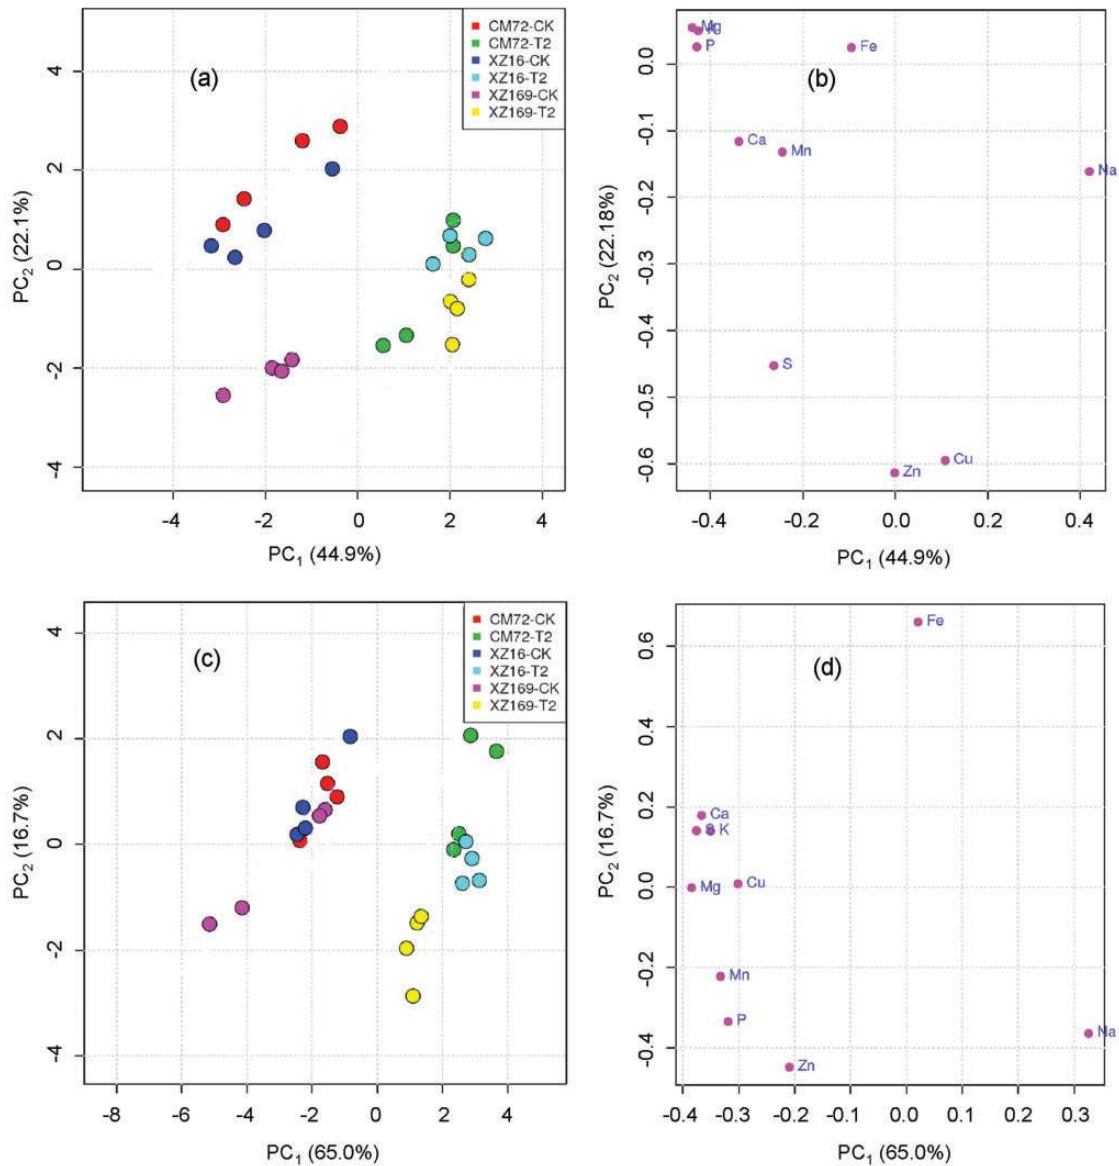 4
2
0
-2
-4
PC2 (22.1%)
(a)
CM72-CK
CM72-T2
XZ16-CK
XZ16-T2
XZ169-CK
XZ169-T2
-4
-2
0
2
4
PC1 (44.9%)
0.0
-0.1
-0.2
-0.3
-0.4
-0.5
-0.6
PC2 (22.18%)
(b)
Mg
P
Fe
Ca
Mn
Na
S
Zn
Cu
-0.4
-0.2
0.0
0.2
0.4
PC1 (44.9%)
4
2
0
-2
-4
PC2 (16.7%)
(c)
CM72-CK
CM72-T2
XZ16-CK
XZ16-T2
XZ169-CK
XZ169-T2
-8
-6
-4
-2
0
2
4
PC1 (65.0%)
0.6
0.4
0.2
0.0
-0.2
-0.4
PC2 (16.7%)
(d)
Fe
Ca
K
Mg
Cu
Mn
P
Zn
Na
-0.4
-0.3
-0.2
-0.1
0.0
0.1
0.2
0.3
PC1 (65.0%)